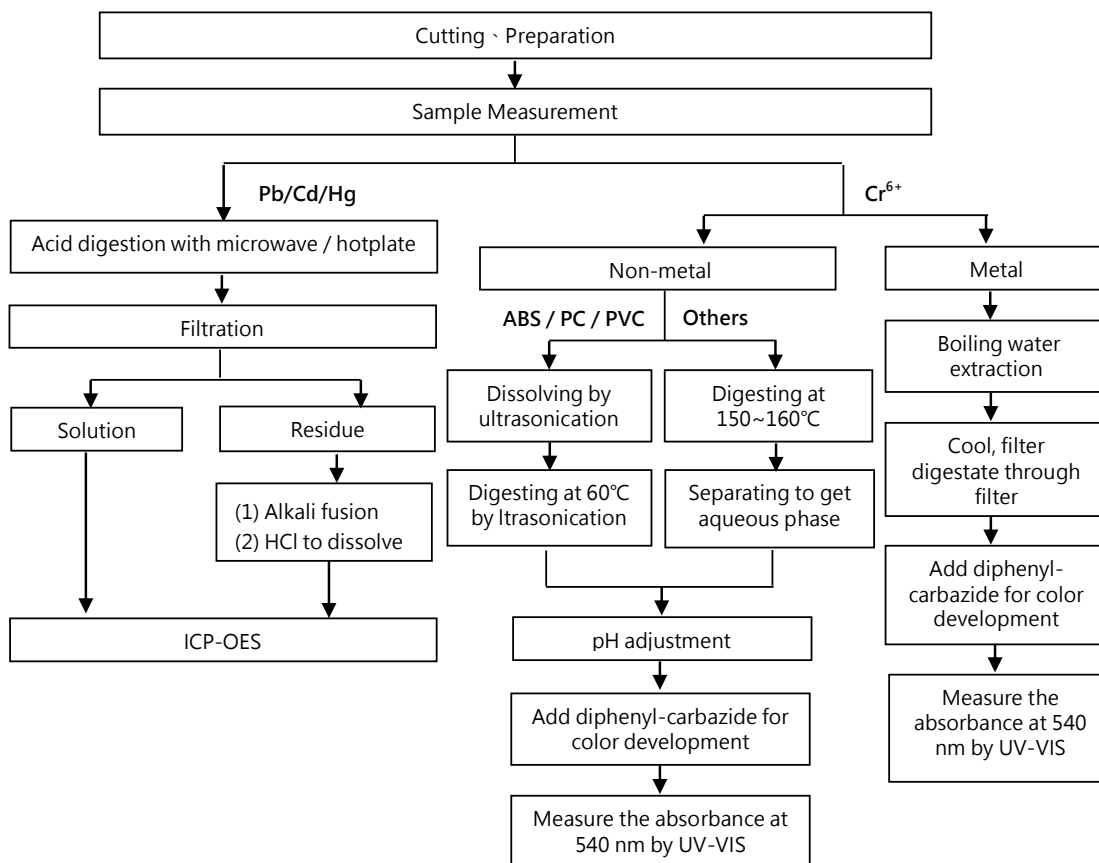 Cutting、Preparation
Sample Measurement
Pb/Cd/Hg
Cr⁶⁺
Acid digestion with microwave / hotplate
Non-metal
Metal
Filtration
ABS / PC / PVC
Others
Boiling water
extraction
Dissolving by
ultrasonication
Digesting at
150~160℃
Solution
Residue
Cool, filter
digestate through
filter
(1) Alkali fusion
(2) HCl to dissolve
Digesting at 60℃
by ltrasonication
Separating to get
aqueous phase
Add diphenyl-
carbazide for color
development
ICP-OES
pH adjustment
Measure the
absorbance at 540
nm by UV-VIS
Add diphenyl-carbazide for
color development
Measure the absorbance at
540 nm by UV-VIS